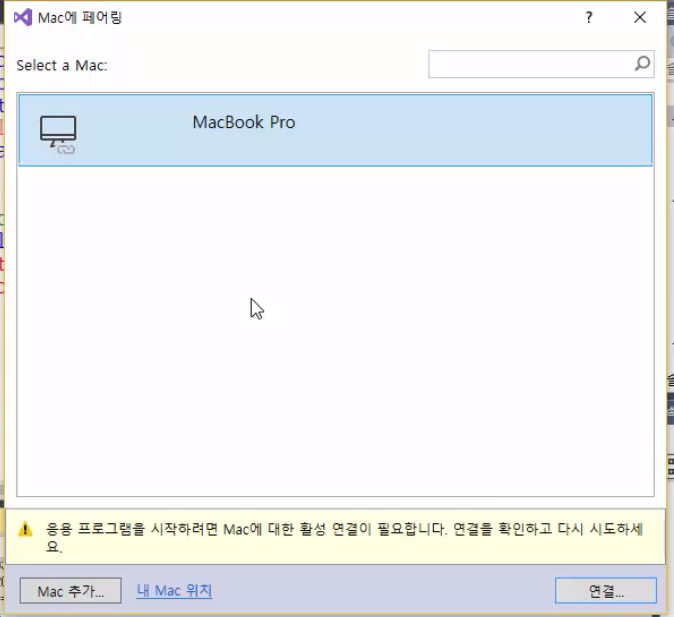 Mac에 페어링
?
Select a Mac:
MacBook Pro
응용 프로그램을 시작하려면 Mac에 대한 활성 연결이 필요합니다. 연결을 확인하고 다시 시도하세
요.
Mac 추가...
내 Mac 위치
연결...